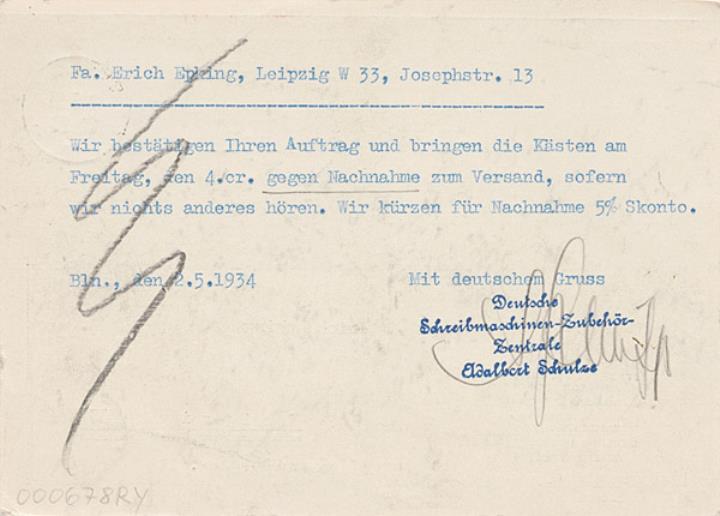 Fa. Erich Epking, Leipzig W 33, Josephstr. 13
Wir bestätigen Ihren Auftrag und bringen die Kästen am
Freitag, den 4.cr. gegen Nachnahme zum Versand, sofern
wir nichts anderes hören. Wir kürzen für Nachnahme 5% Skonto.
Bln., den 2.5.1934 Mit deutschem Gruss
Deutsche
Schreibmaschinen-Zubehör-
Zentrale
Adalbert Schulze
000678RY